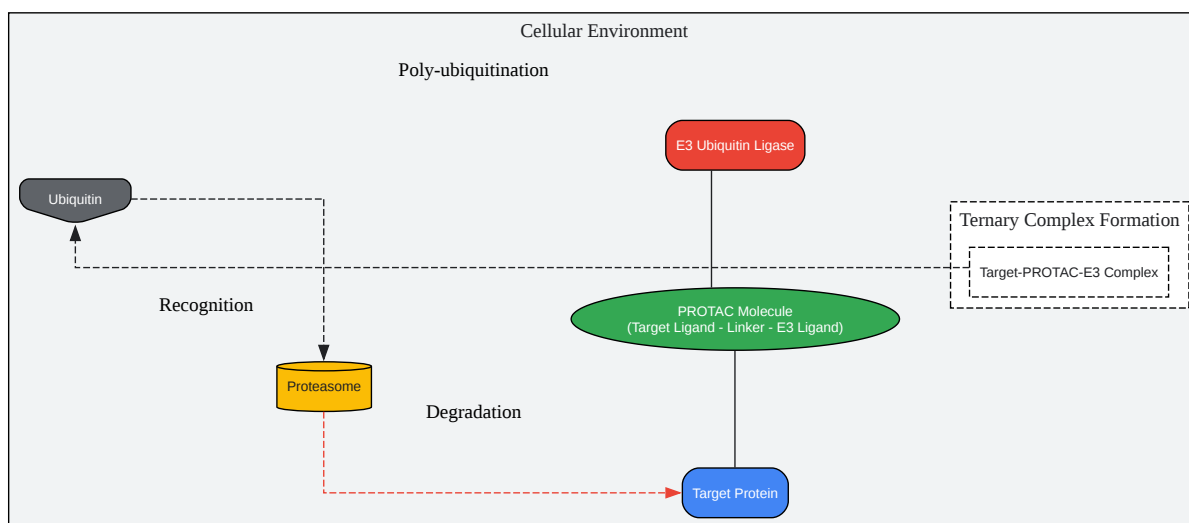 Cellular Environment
Poly-ubiquitination
E3 Ubiquitin Ligase
Ubiquitin
Ternary Complex Formation
Target-PROTAC-E3 Complex
Recognition
PROTAC Molecule
(Target Ligand - Linker - E3 Ligand)
Proteasome
Degradation
Target Protein